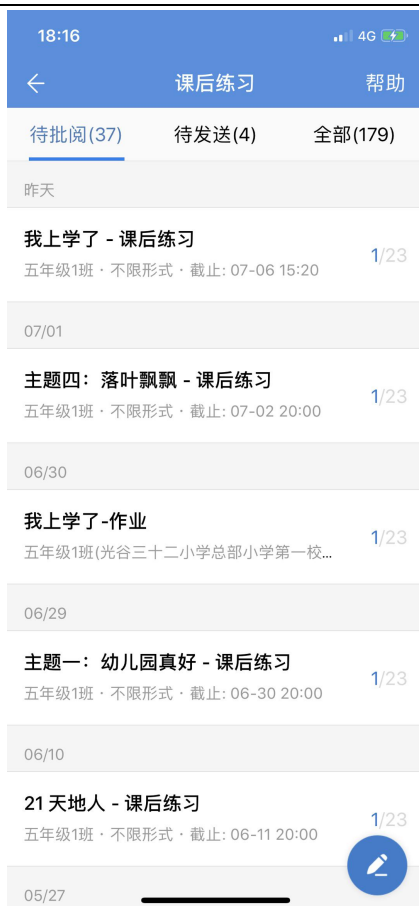 18:16
4G
课后练习
帮助
待批阅(37)
待发送(4)
全部(179)
昨天
我上学了 - 课后练习
五年级1班 · 不限形式 · 截止: 07-06 15:20
1/23
07/01
主题四：落叶飘飘 - 课后练习
五年级1班 · 不限形式 · 截止: 07-02 20:00
1/23
06/30
我上学了-作业
五年级1班(光谷三十二小学总部小学第一校...
1/23
06/29
主题一：幼儿园真好 - 课后练习
五年级1班 · 不限形式 · 截止: 06-30 20:00
1/23
06/10
21 天地人 - 课后练习
五年级1班 · 不限形式 · 截止: 06-11 20:00
1/23
05/27